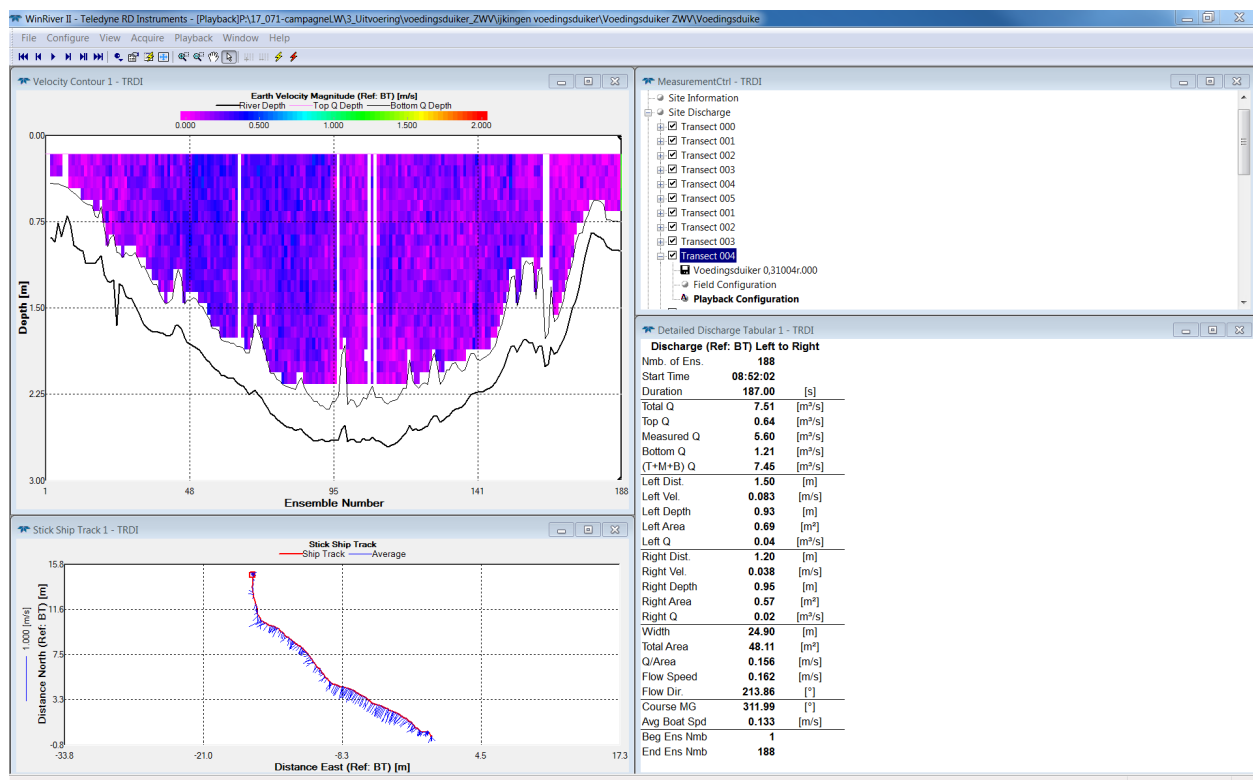 WinRiver II - Teledyne RD Instruments - [Playback]P:\17_071-campagneLW\3_Uitvoering\voedingsduiker_ZWV\ijkingen voedingsduiker\Voedingsduiker ZWV\Voedingsduike
File Configure View Acquire Playback Window Help
Velocity Contour 1 - TRDI
Earth Velocity Magnitude (Ref: BT) [m/s]
River Depth Top Q Depth Bottom Q Depth
0.000 0.500 1.000 1.500 2.000
0.00
0.75
1.50
2.25
3.00
Depth [m]
1 48 95 141 188
Ensemble Number
Stick Ship Track 1 - TRDI
Stick Ship Track
Ship Track Average
15.8
11.6
7.5
3.3
-0.8
1.000 [m/s]
Distance North (Ref: BT) [m]
-33.8 -21.0 -8.3 4.5 17.3
Distance East (Ref: BT) [m]
MeasurementCtrl - TRDI
Site Information
Site Discharge
Transect 000
Transect 001
Transect 002
Transect 003
Transect 004
Transect 005
Transect 001
Transect 002
Transect 003
Transect 004
Voedingsduiker 0,31004r.000
Field Configuration
Playback Configuration
Detailed Discharge Tabular 1 - TRDI
Discharge (Ref: BT) Left to Right
Nmb. of Ens. 188
Start Time 08:52:02
Duration 187.00 [s]
Total Q 7.51 [m³/s]
Top Q 0.64 [m³/s]
Measured Q 5.60 [m³/s]
Bottom Q 1.21 [m³/s]
(T+M+B) Q 7.45 [m³/s]
Left Dist. 1.50 [m]
Left Vel. 0.083 [m/s]
Left Depth 0.93 [m]
Left Area 0.69 [m²]
Left Q 0.04 [m³/s]
Right Dist. 1.20 [m]
Right Vel. 0.038 [m/s]
Right Depth 0.95 [m]
Right Area 0.57 [m²]
Right Q 0.02 [m³/s]
Width 24.90 [m]
Total Area 48.11 [m²]
Q/Area 0.156 [m/s]
Flow Speed 0.162 [m/s]
Flow Dir. 213.86 [°]
Course MG 311.99 [°]
Avg Boat Spd 0.133 [m/s]
Beg Ens Nmb 1
End Ens Nmb 188